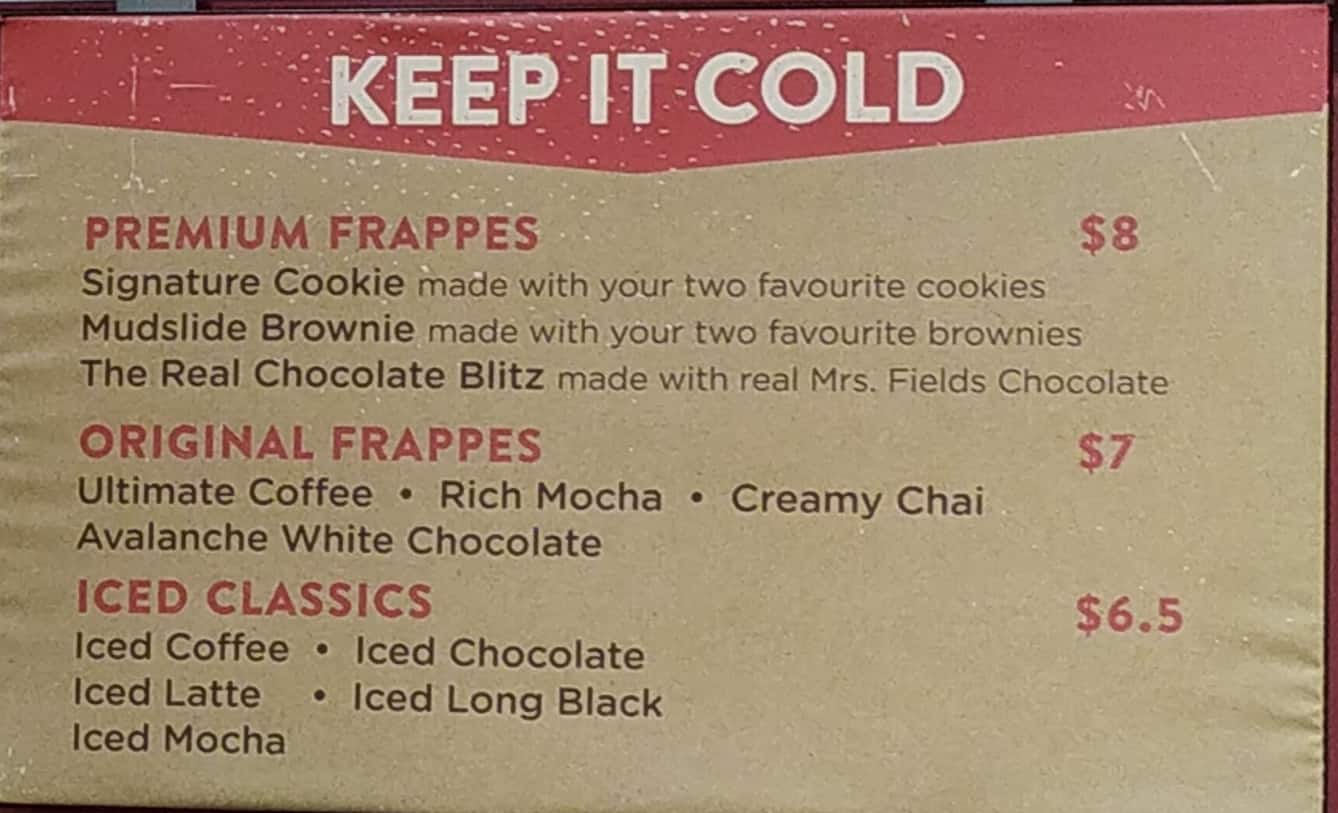 KEEP IT COLD
PREMIUM FRAPPES $8
Signature Cookie made with your two favourite cookies
Mudslide Brownie made with your two favourite brownies
The Real Chocolate Blitz made with real Mrs. Fields Chocolate
ORIGINAL FRAPPES $7
Ultimate Coffee • Rich Mocha • Creamy Chai
Avalanche White Chocolate
ICED CLASSICS $6.5
Iced Coffee • Iced Chocolate
Iced Latte • Iced Long Black
Iced Mocha